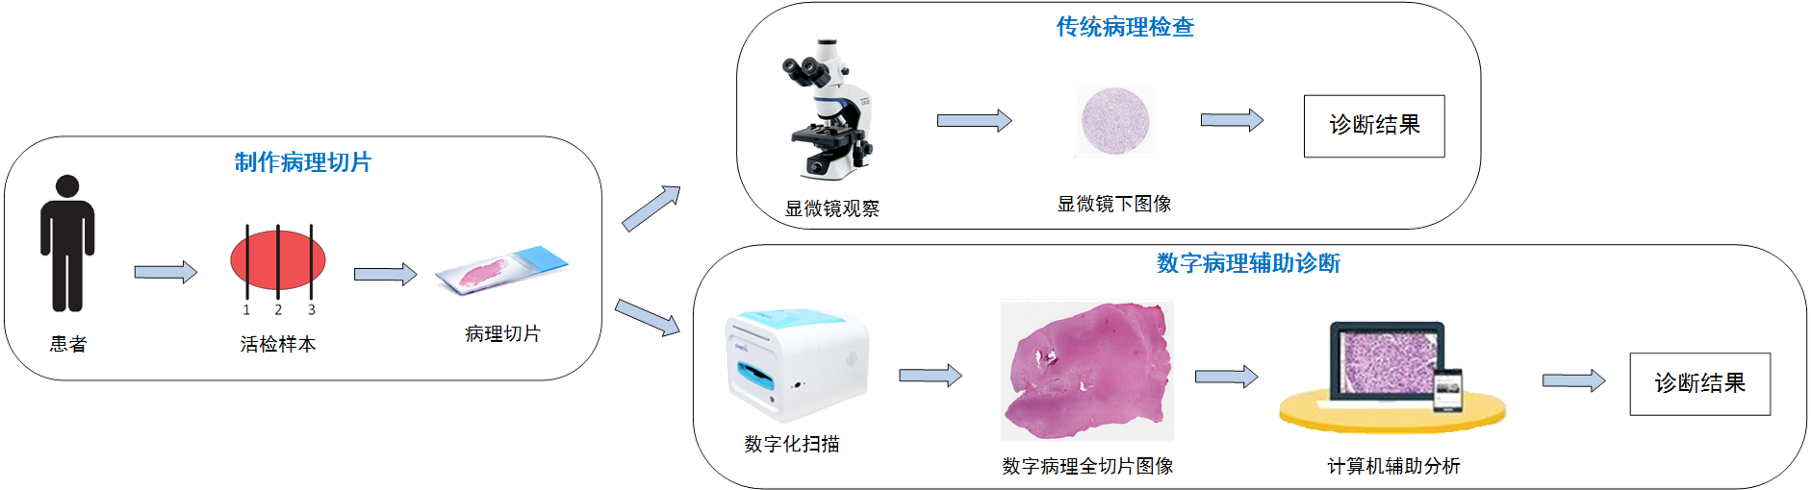 制作病理切片
患者
1 2 3
活检样本
病理切片
传统病理检查
显微镜观察
显微镜下图像
诊断结果
数字病理辅助诊断
数字化扫描
数字病理全切片图像
计算机辅助分析
诊断结果